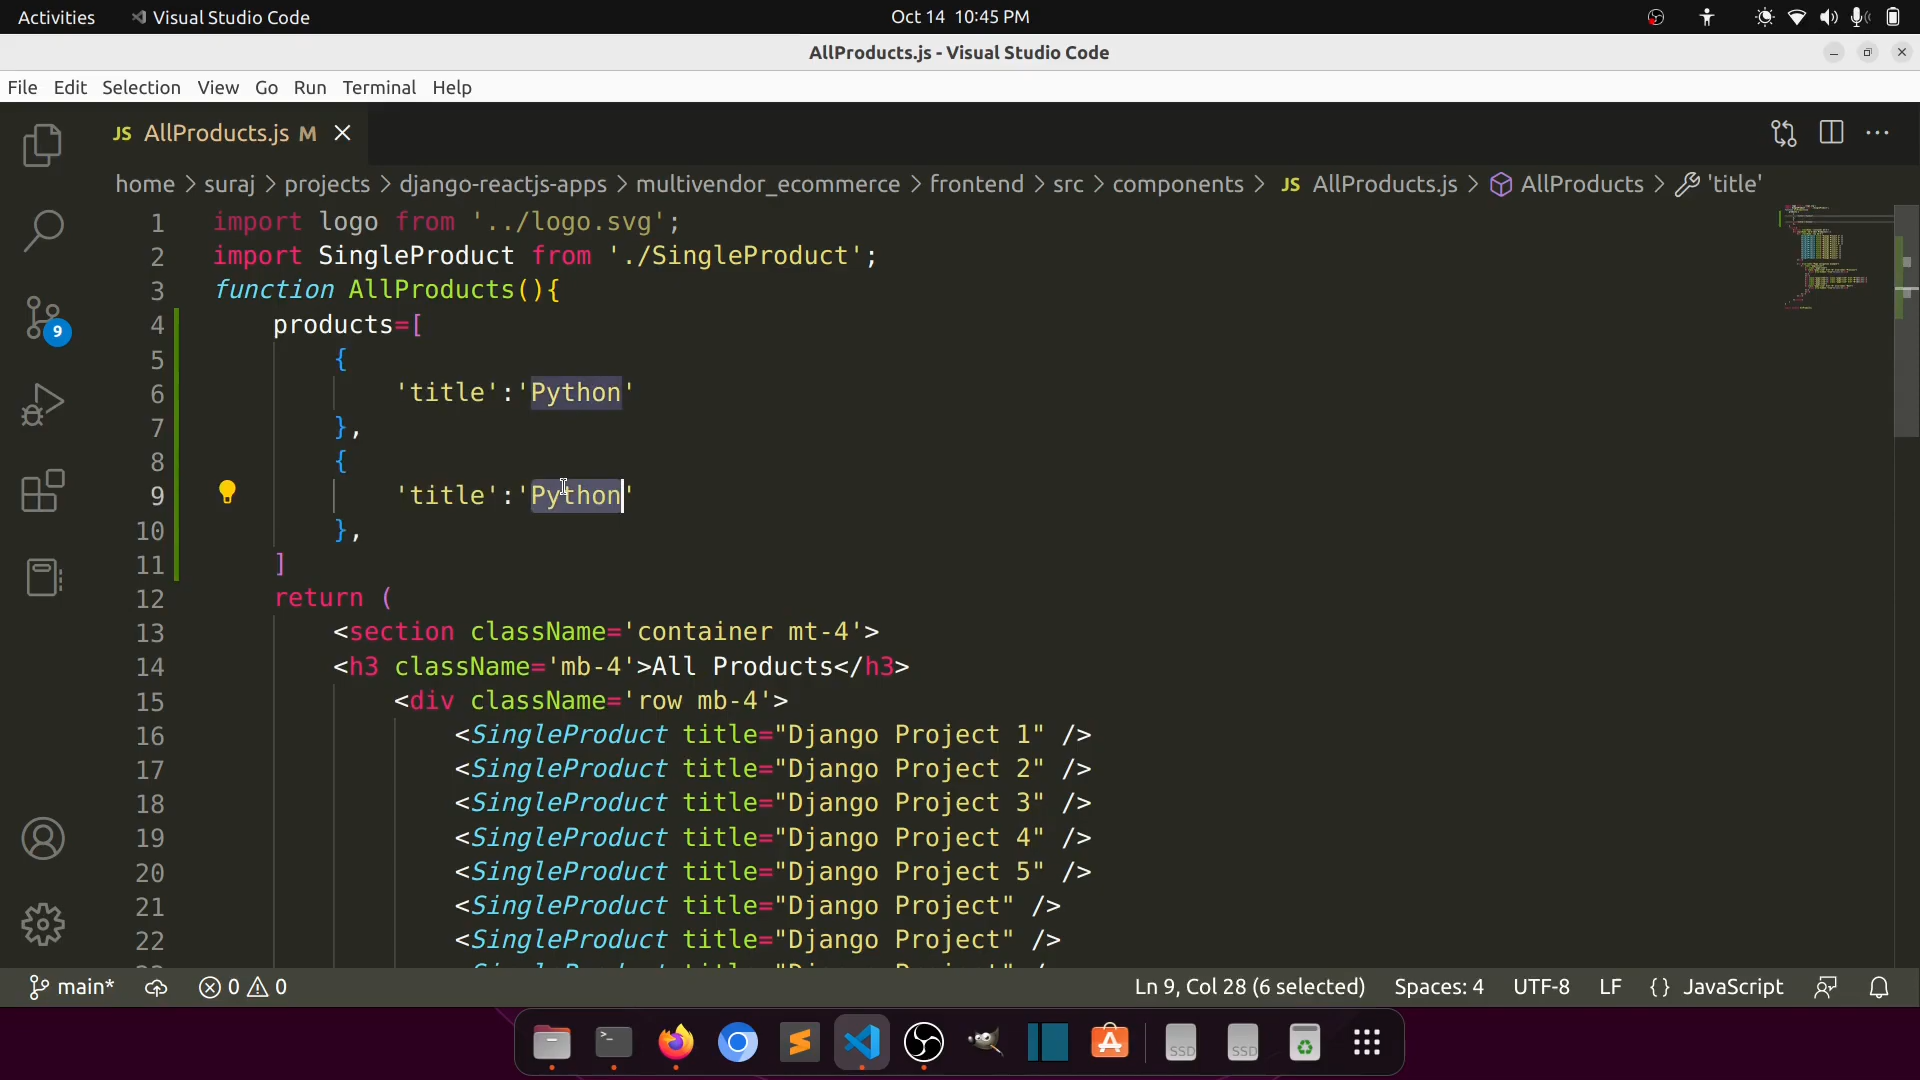 Activities
Visual Studio Code
Oct 14 10:45 PM
AllProducts.js - Visual Studio Code
File Edit Selection View Go Run Terminal Help
JS AllProducts.js M
home > suraj > projects > django-reactjs-apps > multivendor_ecommerce > frontend > src > components > JS AllProducts.js > AllProducts > 'title'
1 import logo from '../logo.svg';
2 import SingleProduct from './SingleProduct';
3 function AllProducts(){
4 products=[
5 {
6 'title':'Python'
7 },
8 {
9 'title':'Python'
10 },
11 ]
12 return (
13 <section className='container mt-4'>
14 <h3 className='mb-4'>All Products</h3>
15 <div className='row mb-4'>
16 <SingleProduct title="Django Project 1" />
17 <SingleProduct title="Django Project 2" />
18 <SingleProduct title="Django Project 3" />
19 <SingleProduct title="Django Project 4" />
20 <SingleProduct title="Django Project 5" />
21 <SingleProduct title="Django Project" />
22 <SingleProduct title="Django Project" />
9
main* 0 0 Ln 9, Col 28 (6 selected) Spaces: 4 UTF-8 LF {} JavaScript
SSD SSD